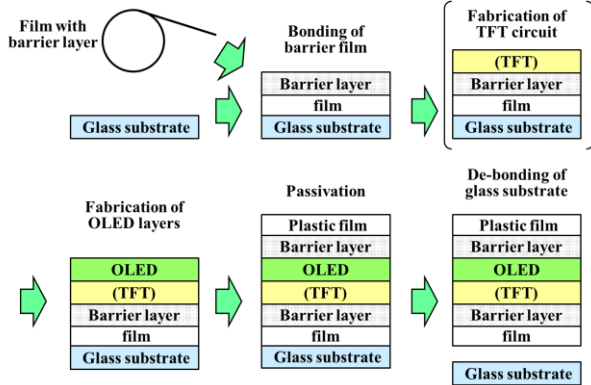 Film with
barrier layer
Glass substrate
Bonding of
barrier film
Barrier layer
film
Glass substrate
Fabrication of
TFT circuit
(TFT)
Barrier layer
film
Glass substrate
Fabrication of
OLED layers
OLED
(TFT)
Barrier layer
film
Glass substrate
Passivation
Plastic film
Barrier layer
OLED
(TFT)
Barrier layer
film
Glass substrate
De-bonding of
glass substrate
Plastic film
Barrier layer
OLED
(TFT)
Barrier layer
film
Glass substrate